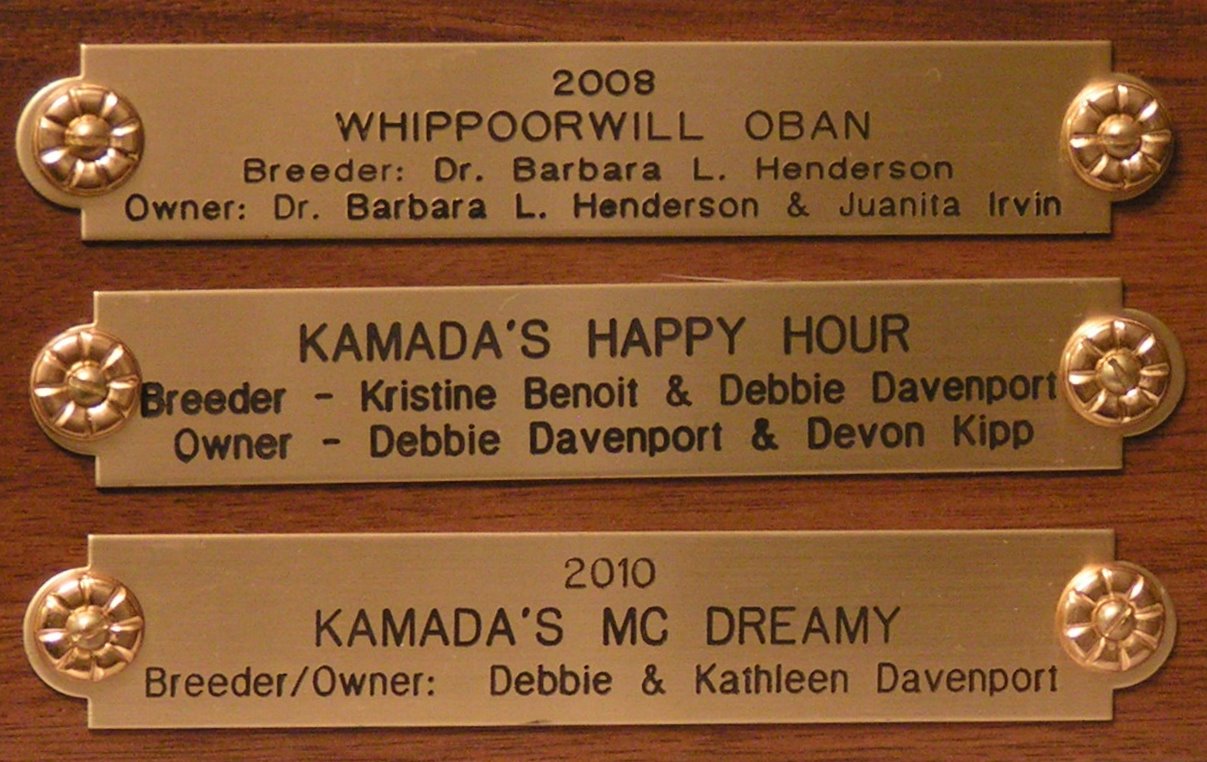 2008
WHIPPOORWILL OBAN
Breeder: Dr. Barbara L. Henderson
Owner: Dr. Barbara L. Henderson & Juanita Irvin
KAMADA'S HAPPY HOUR
Breeder - Kristine Benoit & Debbie Davenport
Owner - Debbie Davenport & Devon Kipp
2010
KAMADA'S MC DREAMY
Breeder/Owner: Debbie & Kathleen Davenport